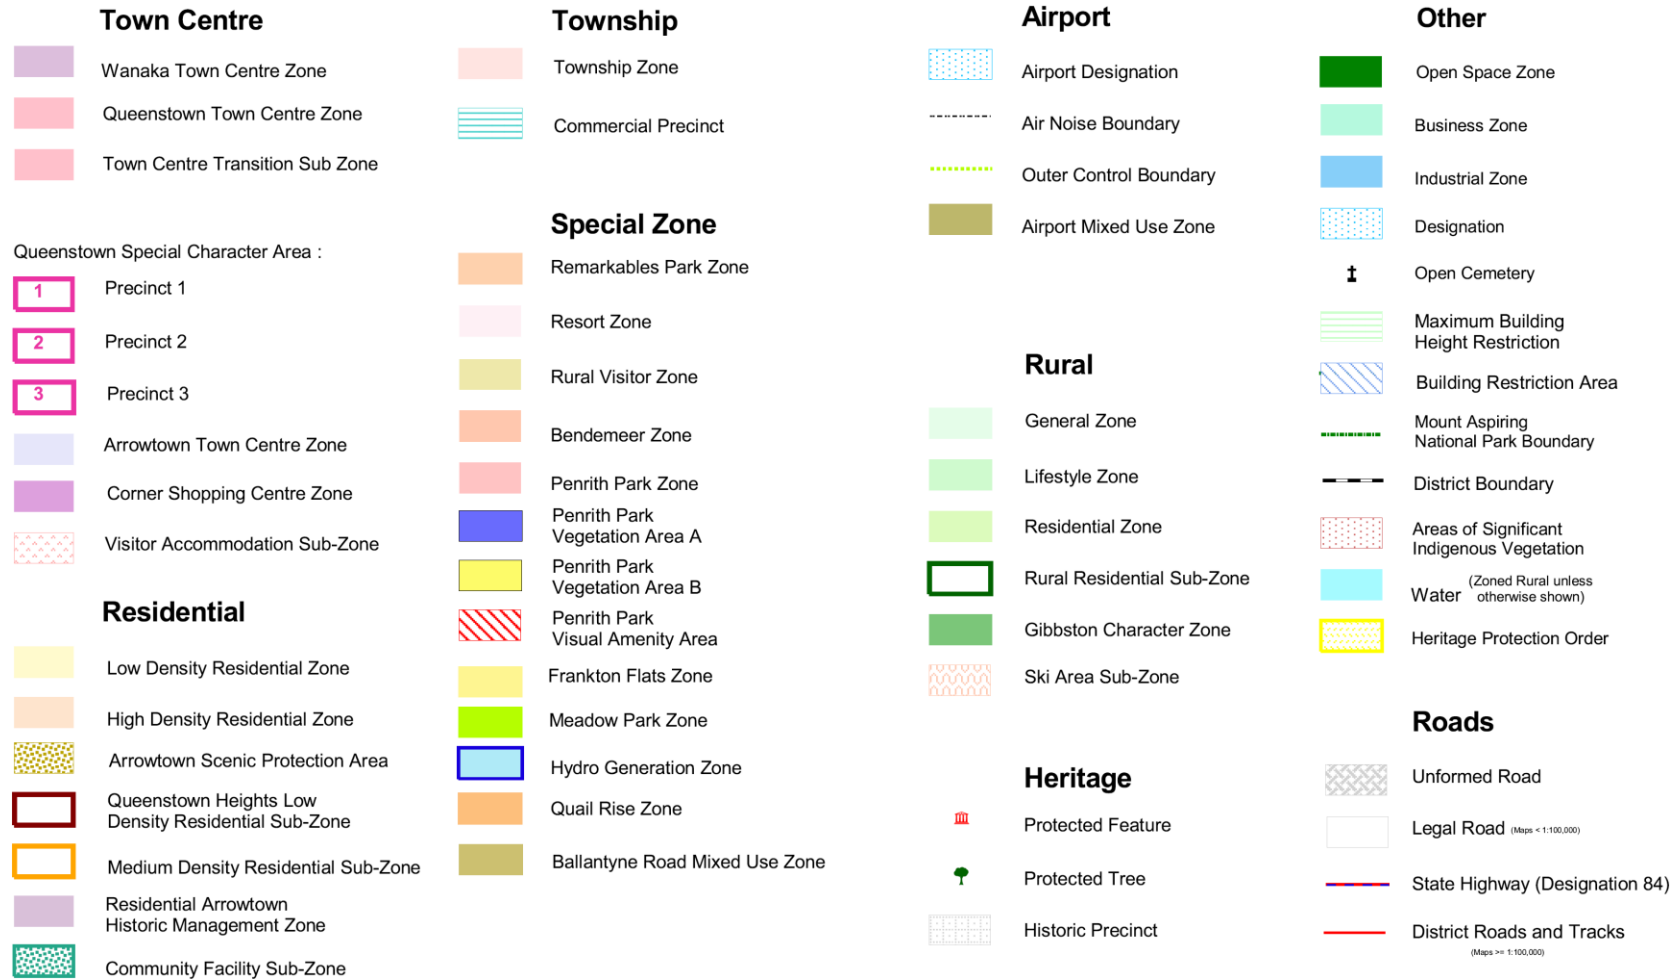 Town Centre
Wanaka Town Centre Zone
Queenstown Town Centre Zone
Town Centre Transition Sub Zone
Queenstown Special Character Area :
1
Precinct 1
2
Precinct 2
3
Precinct 3
Arrowtown Town Centre Zone
Corner Shopping Centre Zone
Visitor Accommodation Sub-Zone
Residential
Low Density Residential Zone
High Density Residential Zone
Arrowtown Scenic Protection Area
Queenstown Heights Low
Density Residential Sub-Zone
Medium Density Residential Sub-Zone
Residential Arrowtown
Historic Management Zone
Community Facility Sub-Zone
Township
Township Zone
Commercial Precinct
Special Zone
Remarkables Park Zone
Resort Zone
Rural Visitor Zone
Bendemeer Zone
Penrith Park Zone
Penrith Park
Vegetation Area A
Penrith Park
Vegetation Area B
Penrith Park
Visual Amenity Area
Frankton Flats Zone
Meadow Park Zone
Hydro Generation Zone
Quail Rise Zone
Ballantyne Road Mixed Use Zone
Airport
Airport Designation
Air Noise Boundary
Outer Control Boundary
Airport Mixed Use Zone
Rural
General Zone
Lifestyle Zone
Residential Zone
Rural Residential Sub-Zone
Gibbston Character Zone
Ski Area Sub-Zone
Heritage
Protected Feature
Protected Tree
Historic Precinct
Other
Open Space Zone
Business Zone
Industrial Zone
Designation
Open Cemetery
Maximum Building
Height Restriction
Building Restriction Area
Mount Aspiring
National Park Boundary
District Boundary
Areas of Significant
Indigenous Vegetation
Water (Zoned Rural unless
otherwise shown)
Heritage Protection Order
Roads
Unformed Road
Legal Road (Maps < 1:100,000)
State Highway (Designation 84)
District Roads and Tracks
(Maps >= 1:100,000)